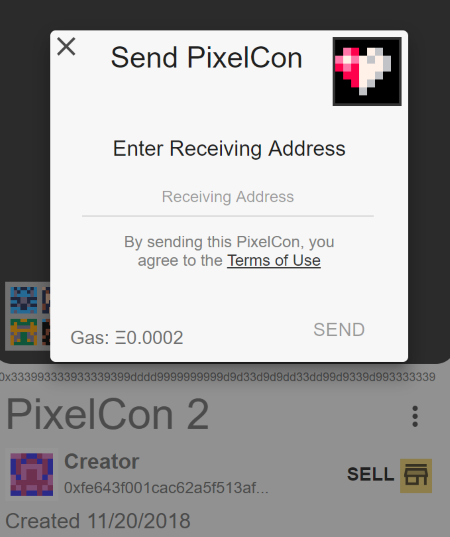 Send PixelCon
Enter Receiving Address
Receiving Address
By sending this PixelCon, you
agree to the Terms of Use
Gas: Ξ0.0002
SEND
0x333993333933339399dddd9999999999d9d33d9d9dd33dd99d9339d993333339
PixelCon 2
Creator
0xfe643f001cac62a5f513af...
SELL
Created 11/20/2018